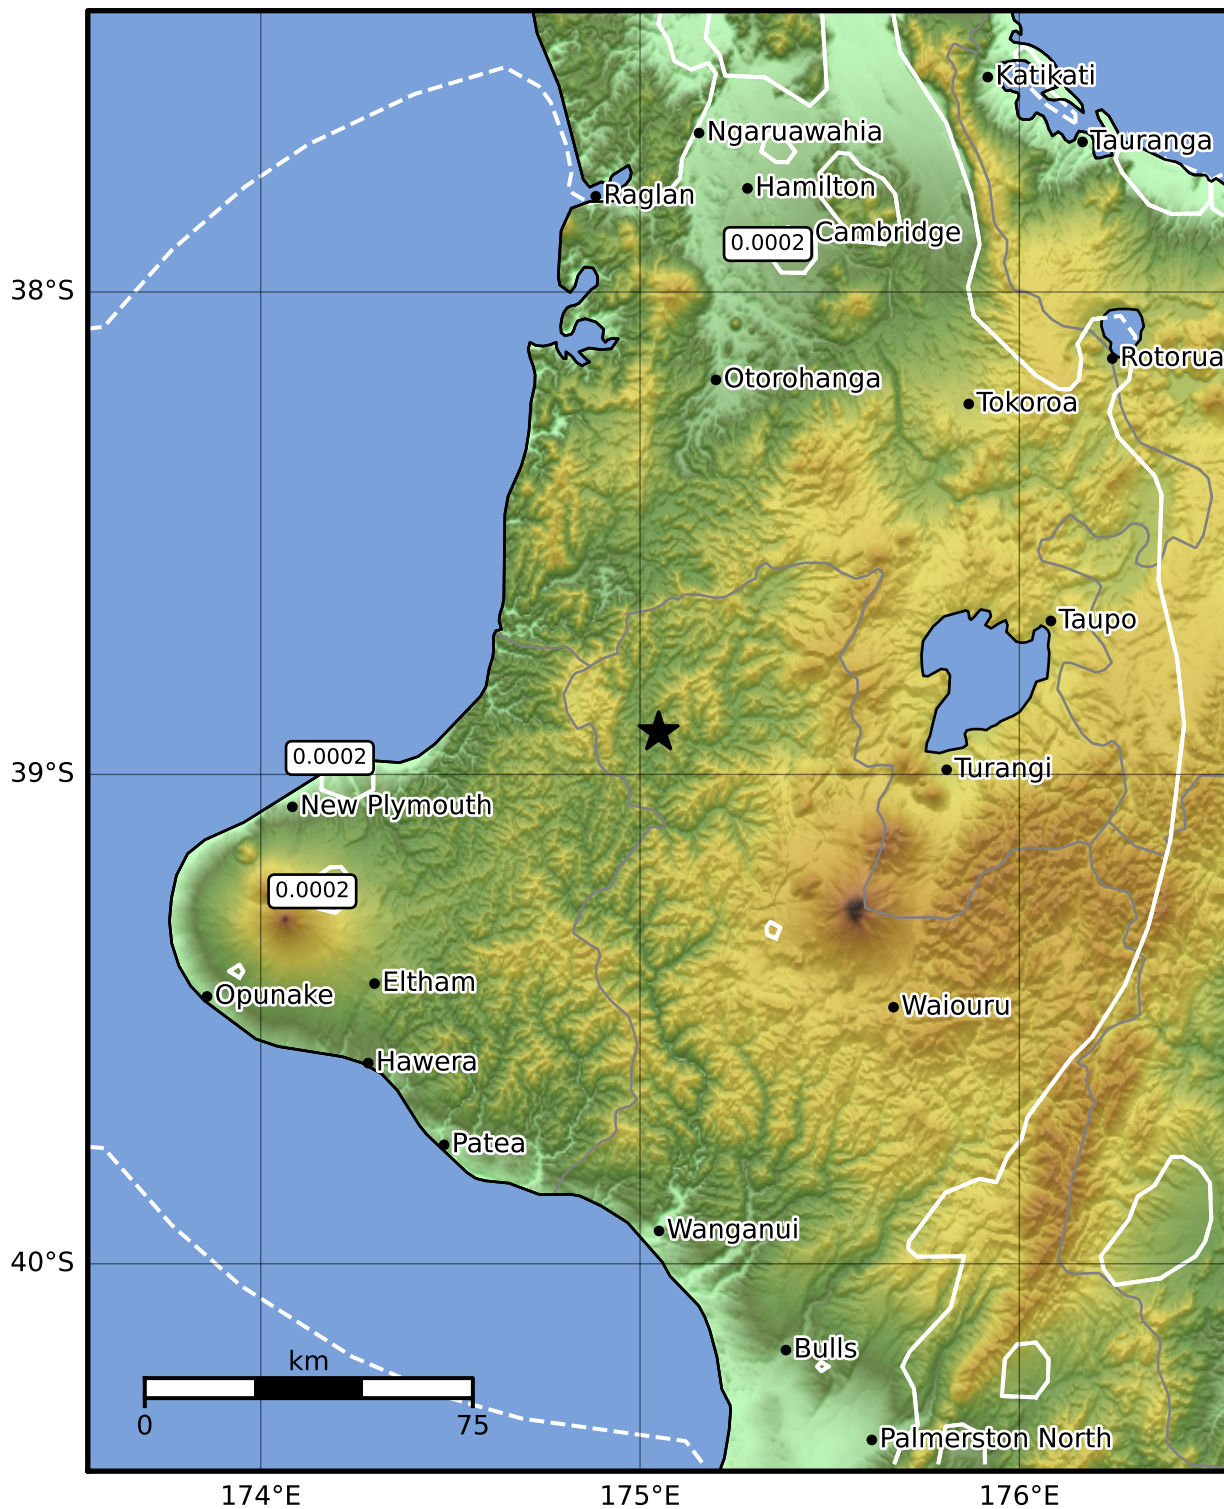 Katikati
Ngaruawahia
Tauranga
Hamilton
Raglan
Cambridge
0.0002
38°S
Rotorua
Otorohanga
Tokoroa
Taupo
0.0002
Turangi
39°S
New Plymouth
0.0002
Eltham
Opunake
Waiouru
Hawera
Patea
Wanganui
40°S
Bulls
km
0
75
Palmerston North
174°E
175°E
176°E